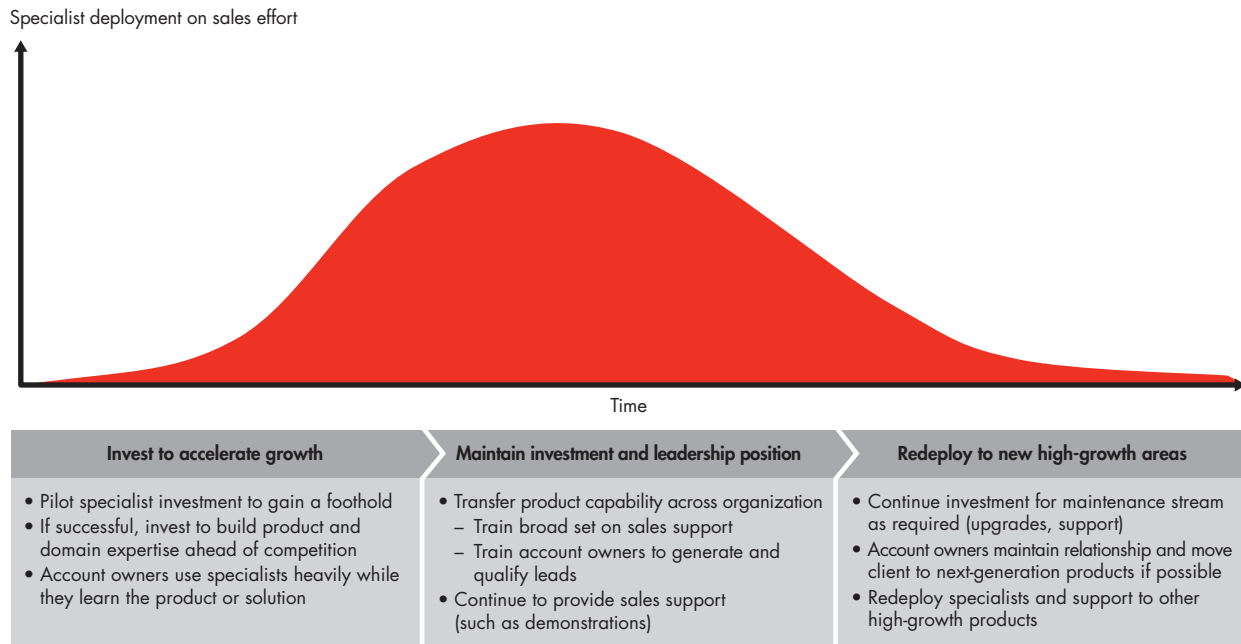 Specialist deployment on sales effort
Time
Invest to accelerate growth
• Pilot specialist investment to gain a foothold
• If successful, invest to build product and
domain expertise ahead of competition
• Account owners use specialists heavily while
they learn the product or solution
Maintain investment and leadership position
• Transfer product capability across organization
– Train broad set on sales support
– Train account owners to generate and
qualify leads
• Continue to provide sales support
(such as demonstrations)
Redeploy to new high-growth areas
• Continue investment for maintenance stream
as required (upgrades, support)
• Account owners maintain relationship and move
client to next-generation products if possible
• Redeploy specialists and support to other
high-growth products